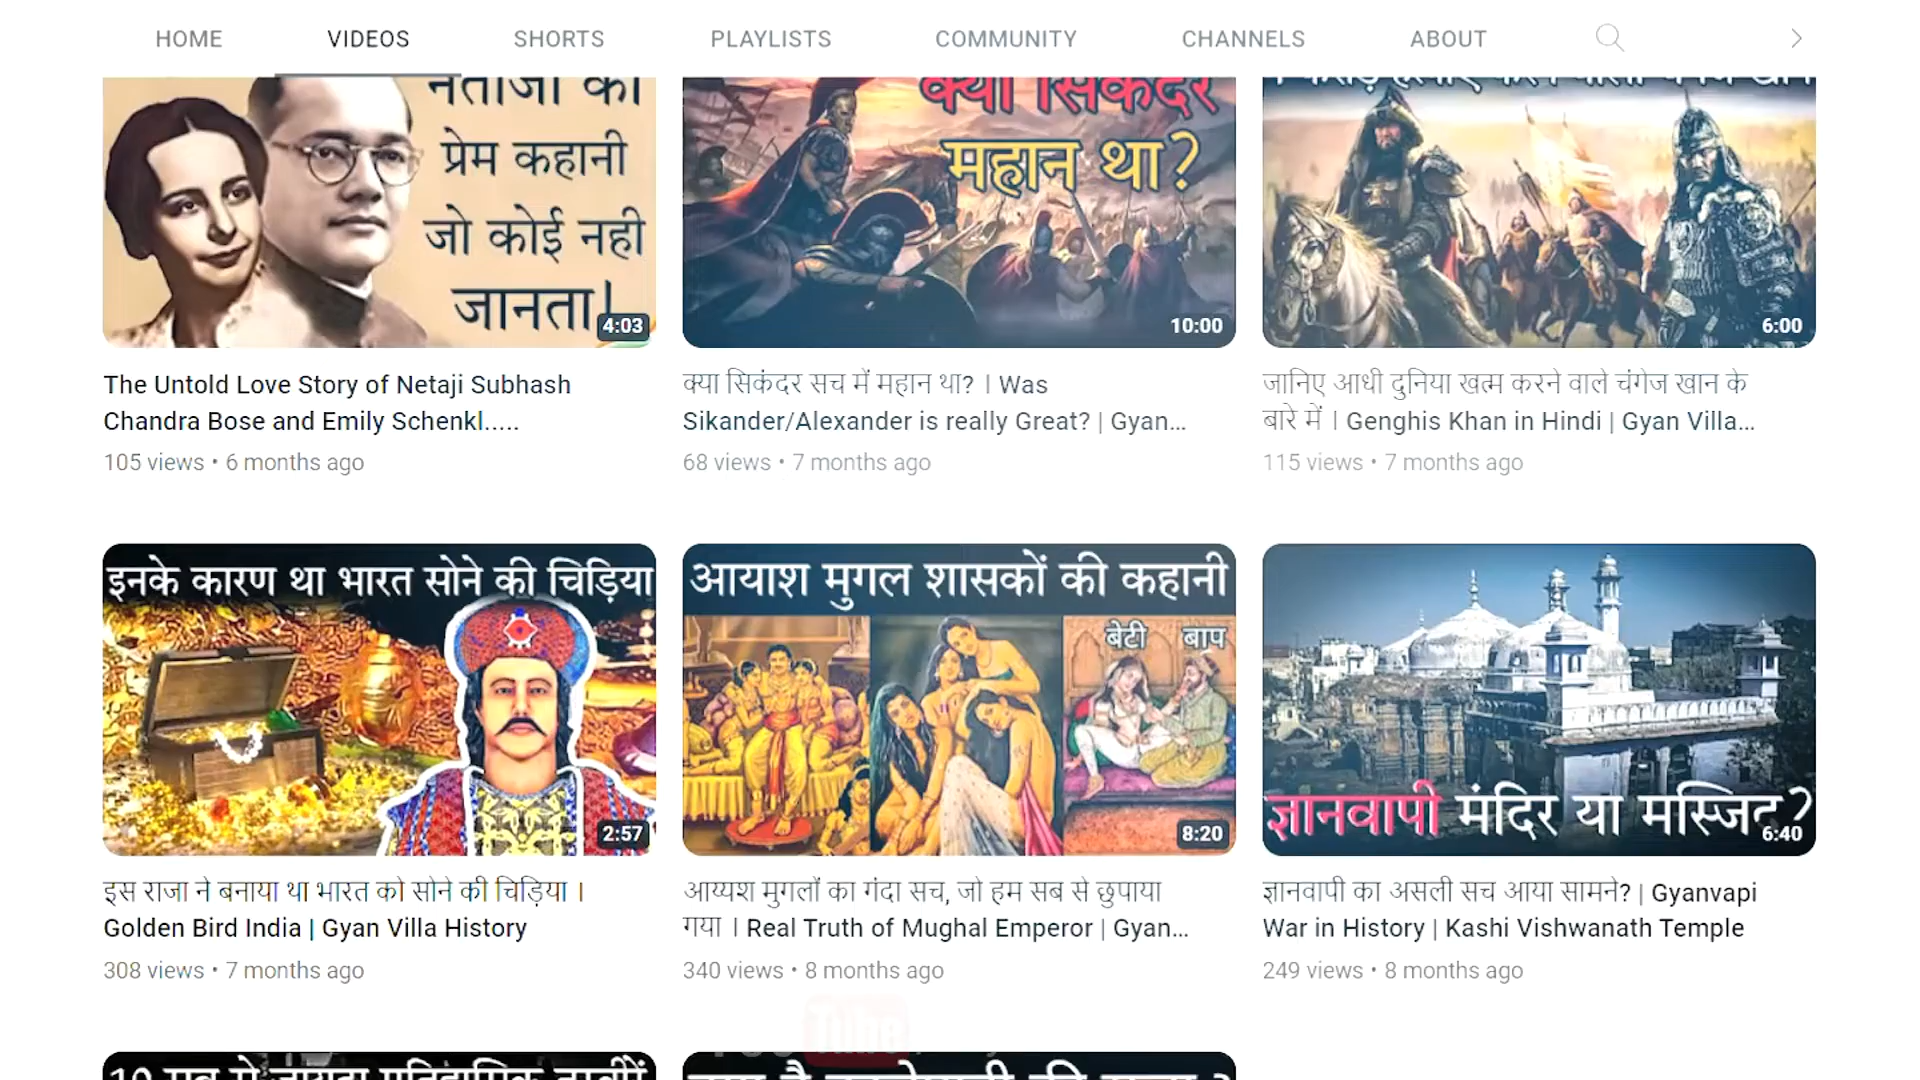 HOME VIDEOS SHORTS PLAYLISTS COMMUNITY CHANNELS ABOUT
नेताजी की
प्रेम कहानी
जो कोई नही
जानता!
4:03
क्या सिकंदर
महान था?
10:00
6:00
The Untold Love Story of Netaji Subhash
Chandra Bose and Emily Schenkl.....
105 views • 6 months ago
क्या सिकंदर सच में महान था? । Was
Sikander/Alexander is really Great? | Gyan...
68 views • 7 months ago
जानिए आधी दुनिया खत्म करने वाले चंगेज खान के
बारे में । Genghis Khan in Hindi | Gyan Villa...
115 views • 7 months ago
इनके कारण था भारत सोने की चिड़िया
2:57
आयाश मुगल शासकों की कहानी
बेटी बाप
8:20
ज्ञानवापी मंदिर या मस्जिद?
6:40
इस राजा ने बनाया था भारत को सोने की चिड़िया ।
Golden Bird India | Gyan Villa History
308 views • 7 months ago
आय्यश मुगलों का गंदा सच, जो हम सब से छुपाया
गया । Real Truth of Mughal Emperor | Gyan...
340 views • 8 months ago
ज्ञानवापी का असली सच आया सामने? | Gyanvapi
War in History | Kashi Vishwanath Temple
249 views • 8 months ago
Tube